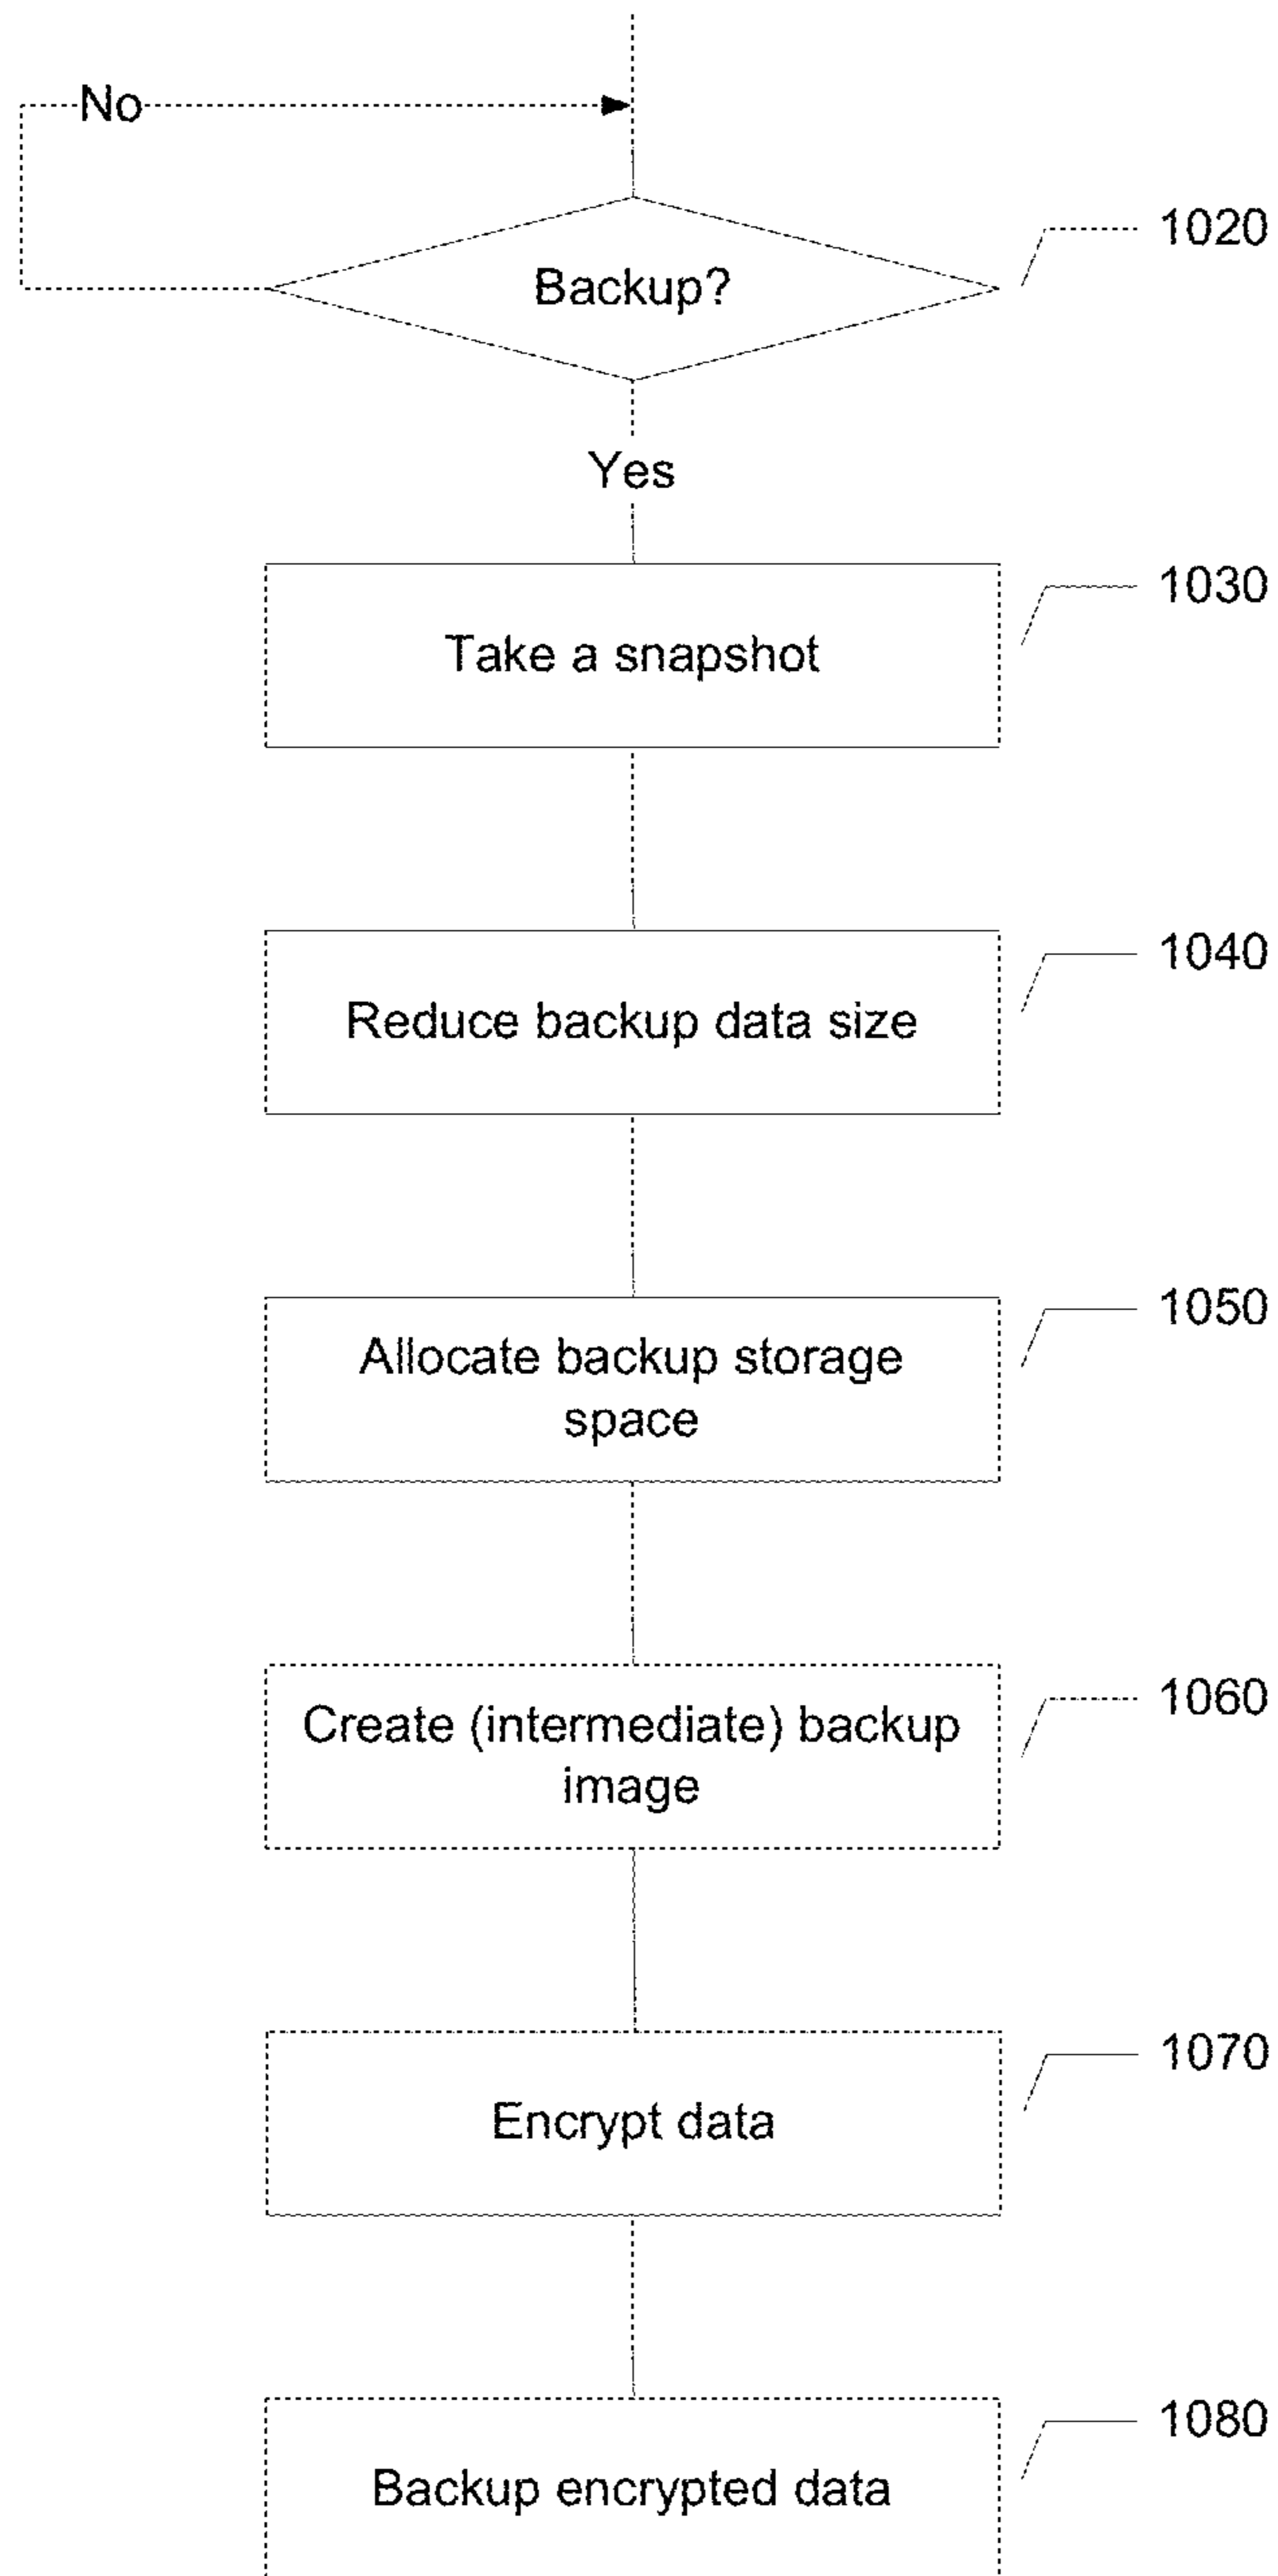 No
1020
Backup?
Yes
1030
Take a snapshot
1040
Reduce backup data size
1050
Allocate backup storage
space
1060
Create (intermediate) backup
image
1070
Encrypt data
1080
Backup encrypted data